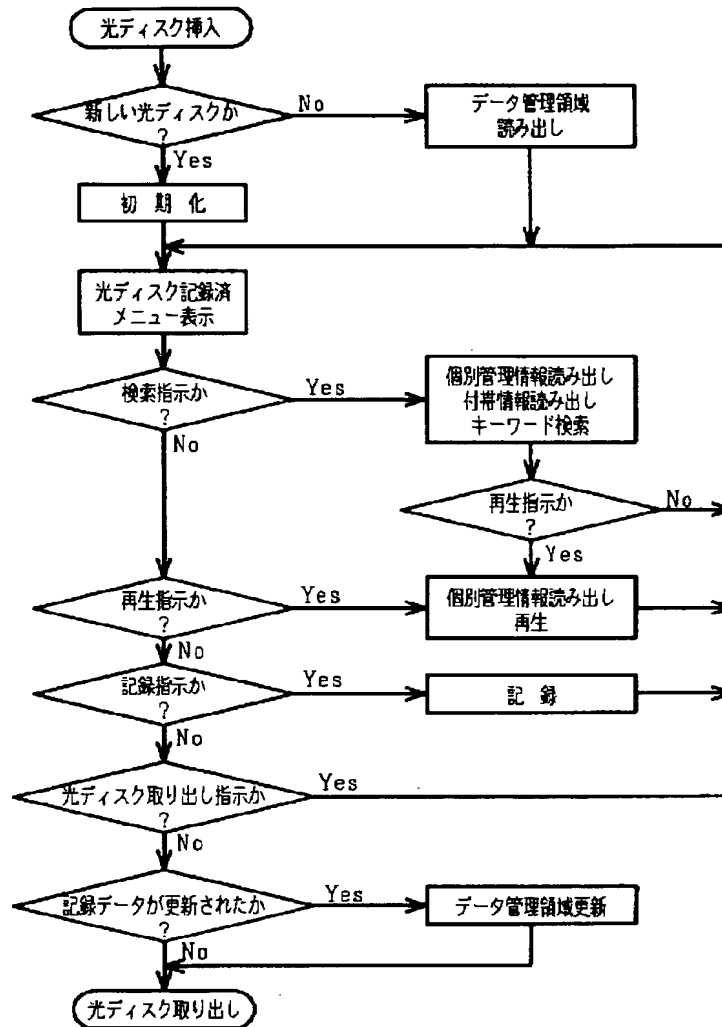 光ディスク挿入
新しい光ディスクか
?
No
データ管理領域
読み出し
Yes
初 期 化
光ディスク記録済
メニュー表示
検索指示か
?
Yes
個別管理情報読み出し
付帯情報読み出し
キーワード検索
No
再生指示か
?
No
Yes
再生指示か
?
Yes
個別管理情報読み出し
再生
No
記録指示か
?
Yes
記 録
No
光ディスク取り出し指示か
?
Yes
No
記録データが更新されたか
?
Yes
データ管理領域更新
No
光ディスク取り出し